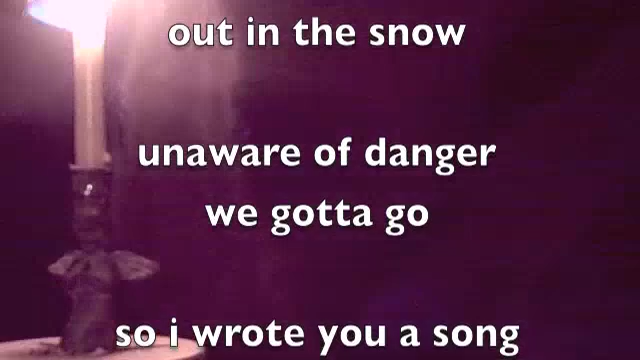 out in the snow
unaware of danger
we gotta go
so i wrote you a song